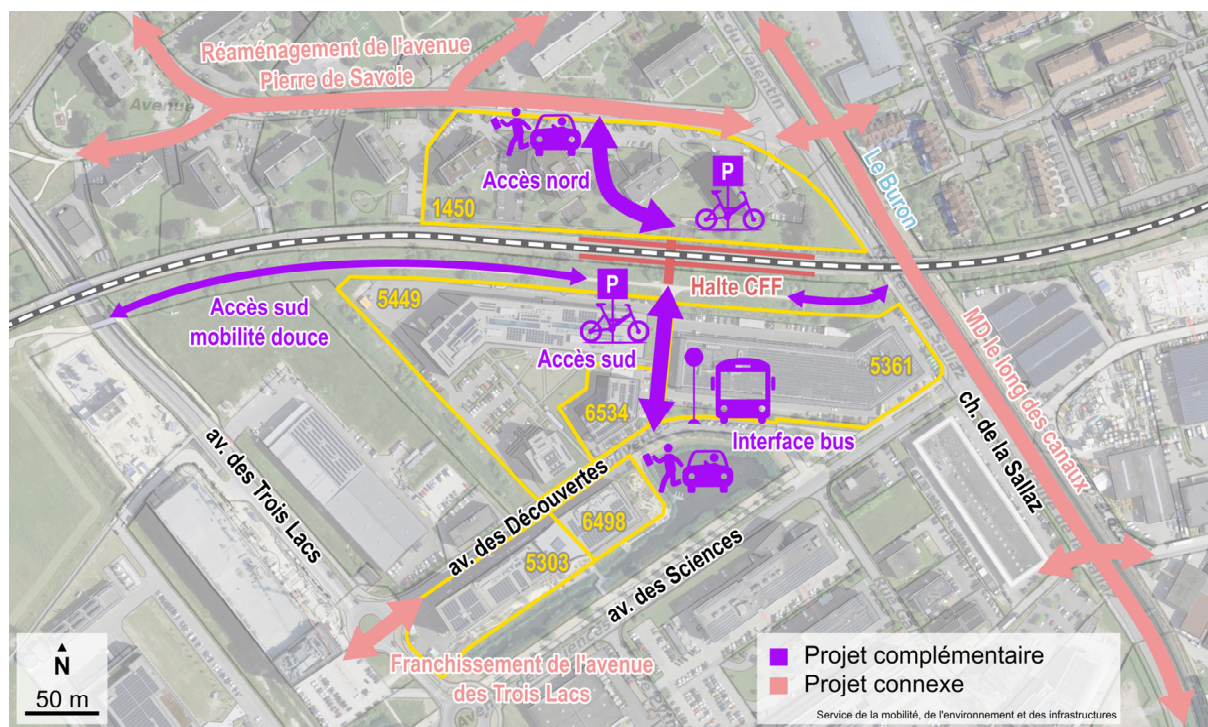 Réaménagement de l'avenue
Pierre de Savoie
Avenue
Accès nord
P
1450
Le Buron
Halte CFF
5449
P
Accès sud
mobilité douce
Accès sud
5361
6534
Interface bus
MD le long des canaux
ch. de la Sallaz
av. des Trois Lacs
av. des Découvertes
6498
5303
av. des Sciences
Franchissement de l'avenue
des Trois Lacs
N
50 m
Projet complémentaire
Projet connexe
Service de la mobilité, de l'environnement et des infrastructures